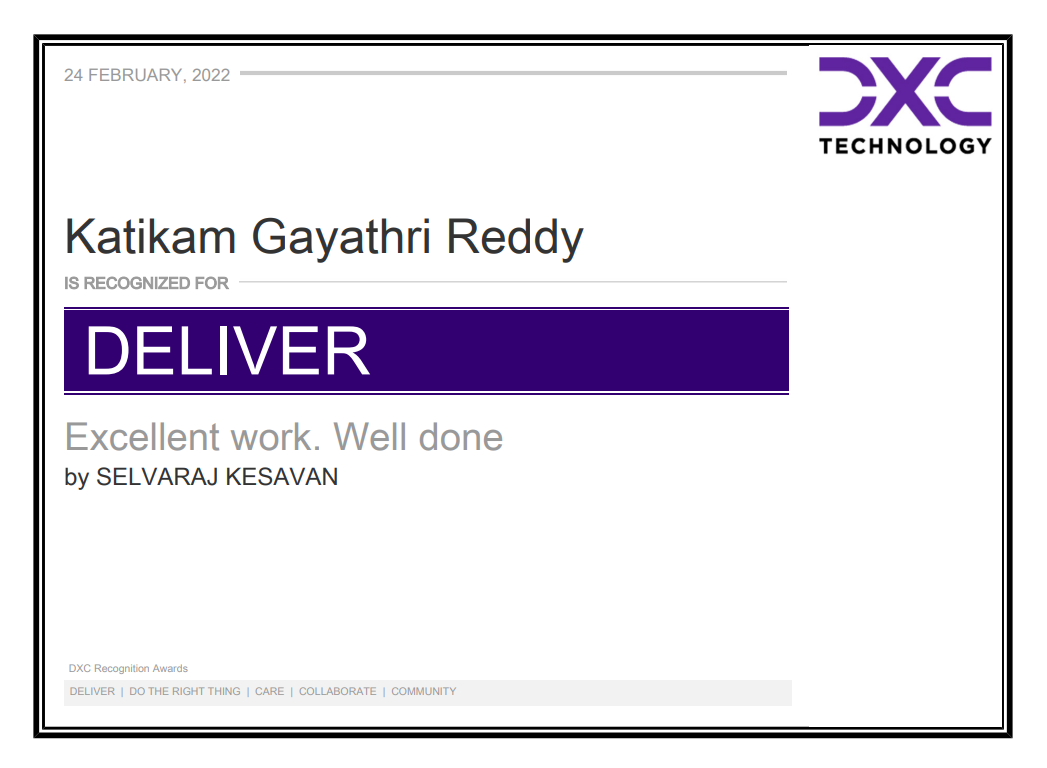 24 FEBRUARY, 2022
DXC
TECHNOLOGY
Katikam Gayathri Reddy
IS RECOGNIZED FOR
DELIVER
Excellent work. Well done
by SELVARAJ KESAVAN
DXC Recognition Awards
DELIVER | DO THE RIGHT THING | CARE | COLLABORATE | COMMUNITY